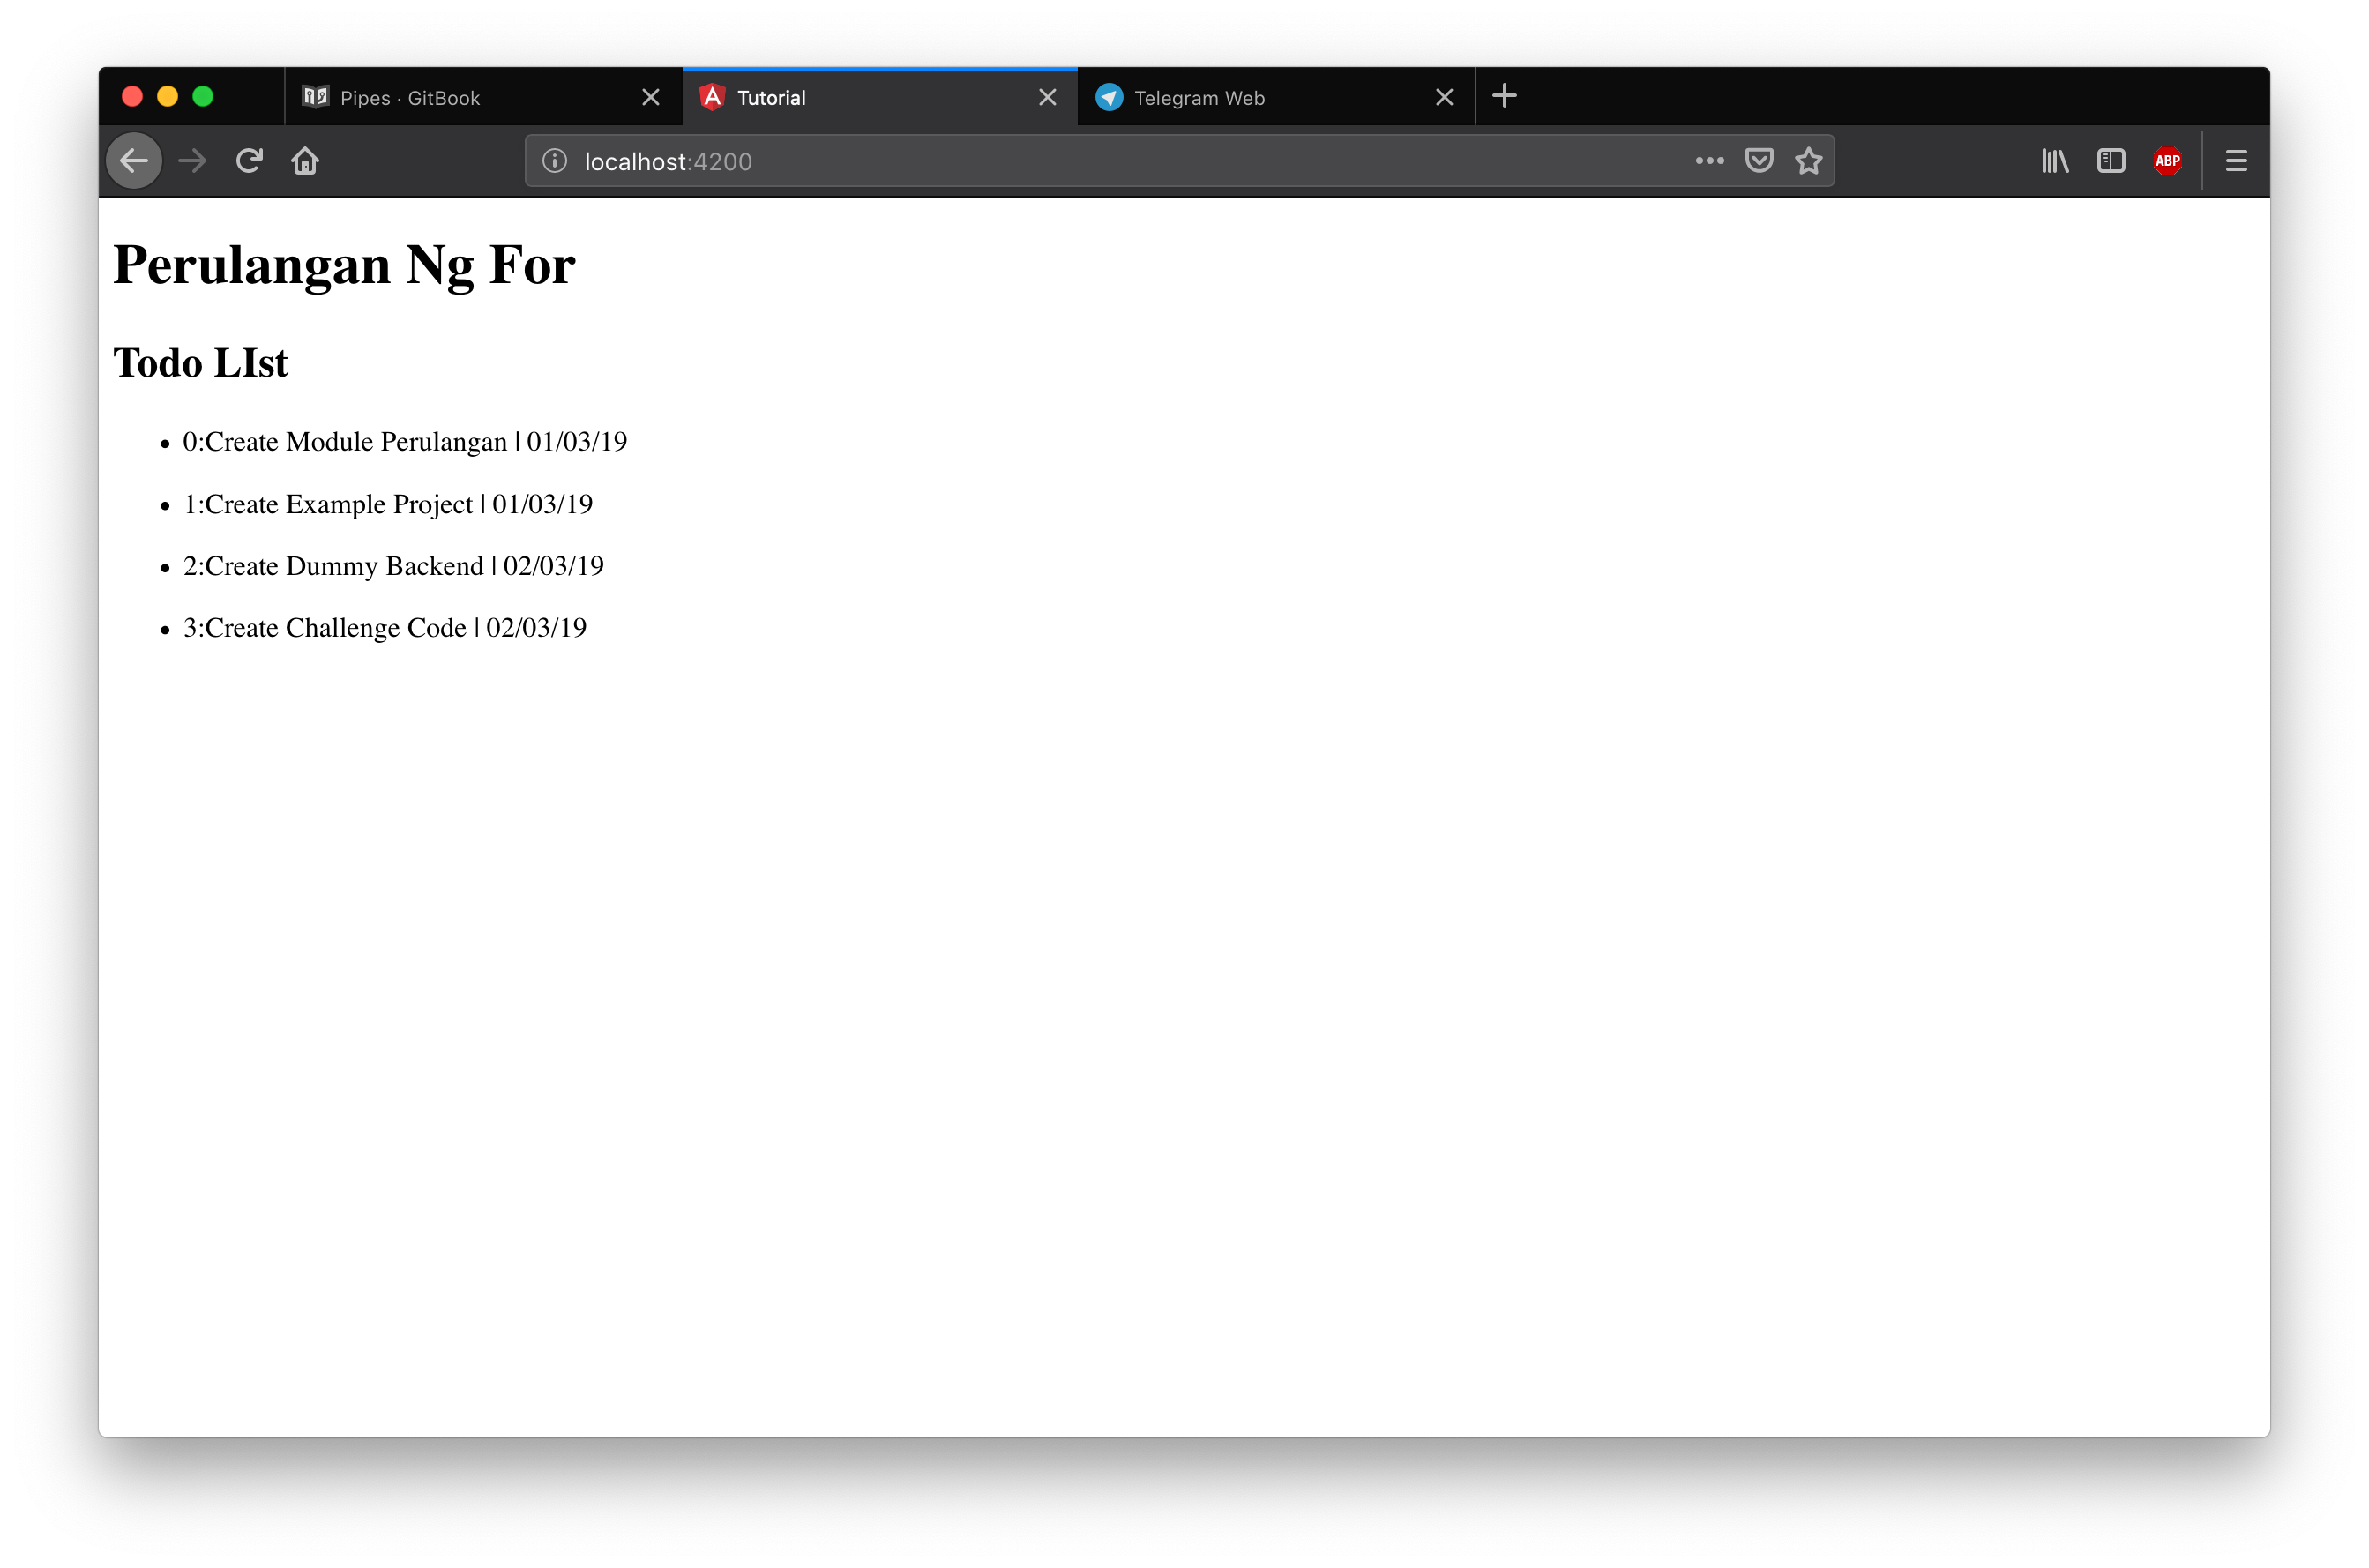 Pipes · GitBook
Tutorial
Telegram Web
localhost:4200
ABP
Perulangan Ng For
Todo LIst
0:Create Module Perulangan | 01/03/19
1:Create Example Project | 01/03/19
2:Create Dummy Backend | 02/03/19
3:Create Challenge Code | 02/03/19